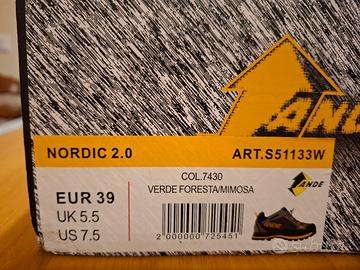 ANDE
NORDIC 2.0 ART.S51133W
COL.7430
VERDE FORESTA/MIMOSA
EUR 39
UK 5.5
US 7.5
ANDE
2 000000 725451